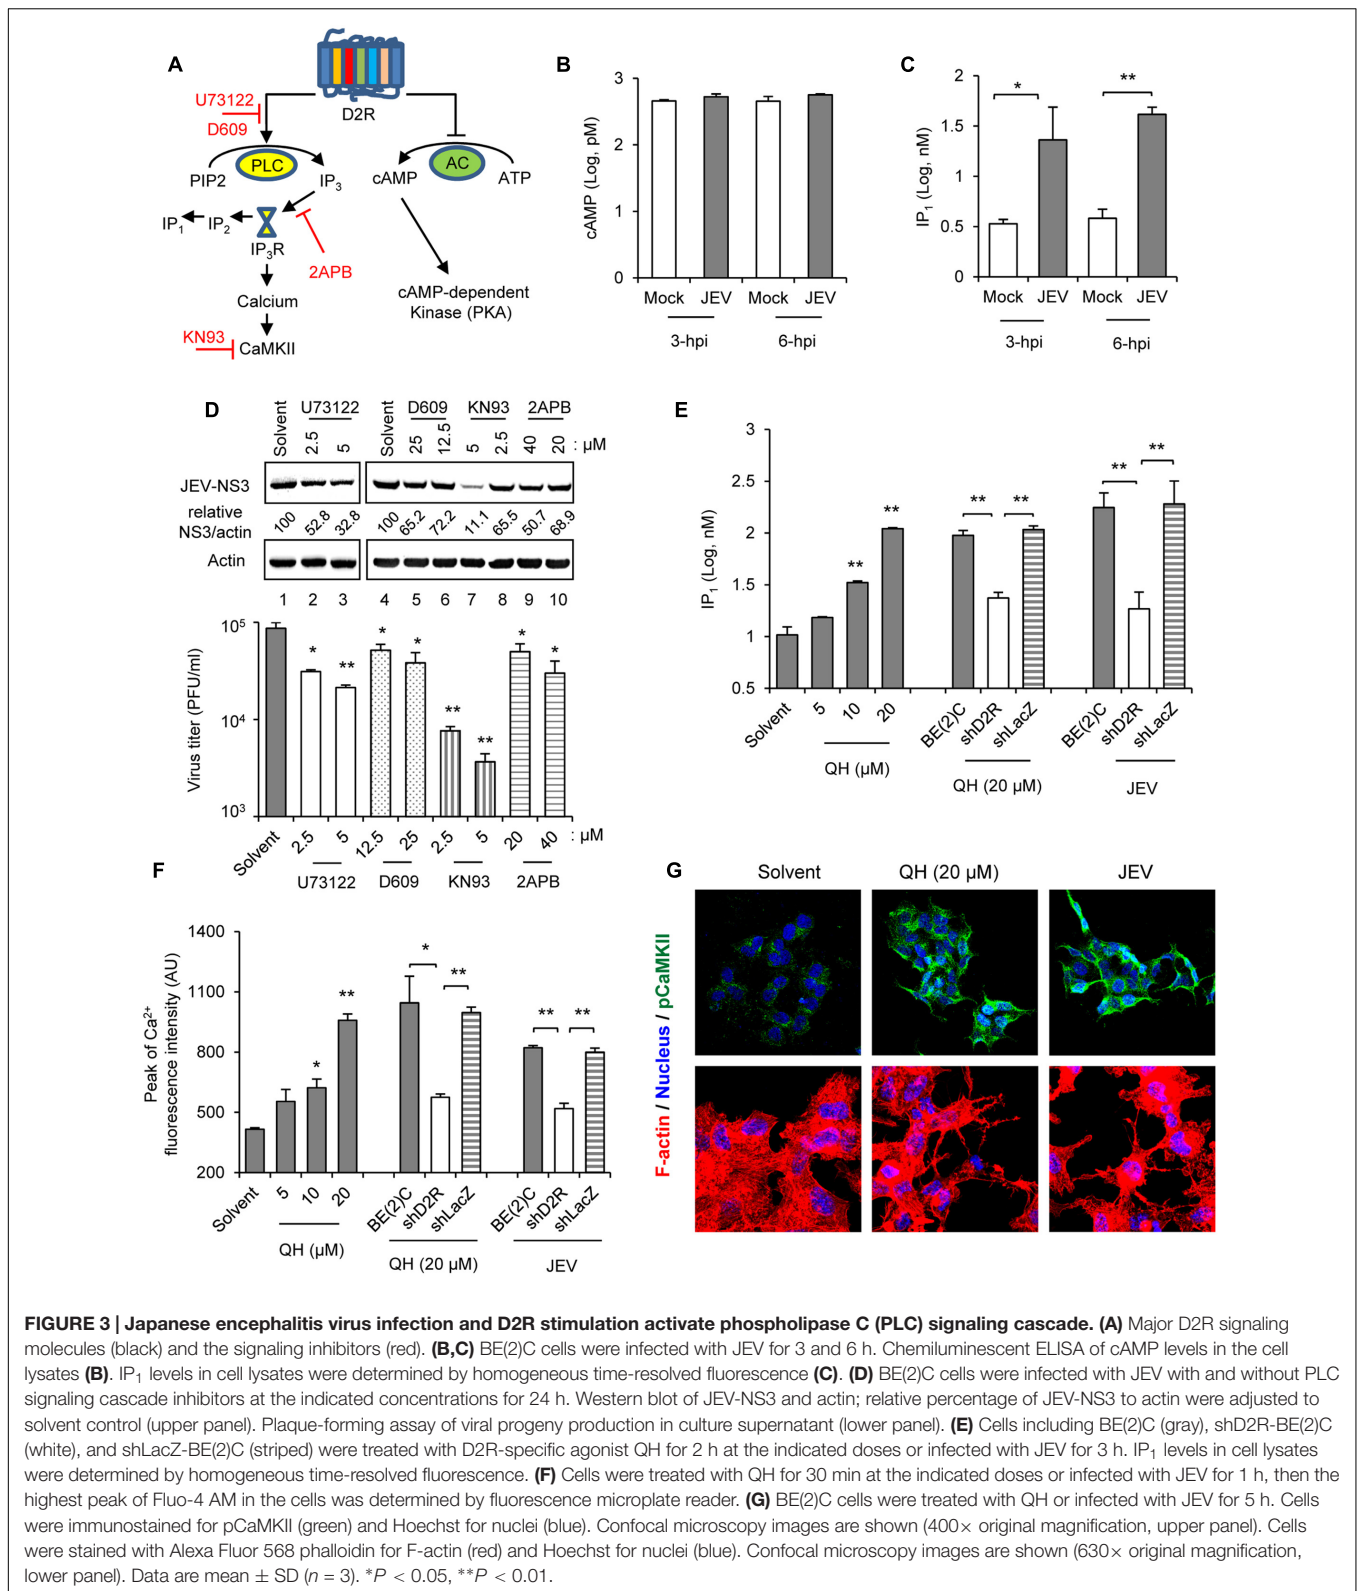 A
D2R
U73122
D609
PLC
PIP2
IP3
AC
cAMP
ATP
IP1
IP2
IP3R
2APB
Calcium
KN93
CaMKII
cAMP-dependent
Kinase (PKA)
B
cAMP (Log, pM)
3
2
1
0
Mock JEV Mock JEV
3-hpi 6-hpi
C
IP1 (Log, nM)
2
1.5
1
0.5
0
* **
Mock JEV Mock JEV
3-hpi 6-hpi
D
Solvent U73122 Solvent D609 KN93 2APB
2.5 5 25 12.5 5 2.5 40 20 : µM
JEV-NS3
relative
NS3/actin
100 52.8 32.8 100 65.2 72.2 11.1 65.5 50.7 68.9
Actin
1 2 3 4 5 6 7 8 9 10
Virus titer (PFU/ml)
10⁵
10⁴
10³
* ** * * ** ** * *
Solvent 2.5 5 12.5 25 2.5 5 20 40 : µM
U73122 D609 KN93 2APB
E
IP1 (Log, nM)
3
2.5
2
1.5
1
0.5
** ** ** ** ** **
Solvent 5 10 20 BE(2)C shD2R shLacZ BE(2)C shD2R shLacZ
QH (µM) QH (20 µM) JEV
F
Peak of Ca²⁺
fluorescence intensity (AU)
1400
1100
800
500
200
* ** * ** ** **
Solvent 5 10 20 BE(2)C shD2R shLacZ BE(2)C shD2R shLacZ
QH (µM) QH (20 µM) JEV
G
Solvent QH (20 µM) JEV
F-actin / Nucleus / pCaMKII
FIGURE 3 | Japanese encephalitis virus infection and D2R stimulation activate phospholipase C (PLC) signaling cascade. (A) Major D2R signaling
molecules (black) and the signaling inhibitors (red). (B,C) BE(2)C cells were infected with JEV for 3 and 6 h. Chemiluminescent ELISA of cAMP levels in the cell
lysates (B). IP1 levels in cell lysates were determined by homogeneous time-resolved fluorescence (C). (D) BE(2)C cells were infected with JEV with and without PLC
signaling cascade inhibitors at the indicated concentrations for 24 h. Western blot of JEV-NS3 and actin; relative percentage of JEV-NS3 to actin were adjusted to
solvent control (upper panel). Plaque-forming assay of viral progeny production in culture supernatant (lower panel). (E) Cells including BE(2)C (gray), shD2R-BE(2)C
(white), and shLacZ-BE(2)C (striped) were treated with D2R-specific agonist QH for 2 h at the indicated doses or infected with JEV for 3 h. IP1 levels in cell lysates
were determined by homogeneous time-resolved fluorescence. (F) Cells were treated with QH for 30 min at the indicated doses or infected with JEV for 1 h, then the
highest peak of Fluo-4 AM in the cells was determined by fluorescence microplate reader. (G) BE(2)C cells were treated with QH or infected with JEV for 5 h. Cells
were immunostained for pCaMKII (green) and Hoechst for nuclei (blue). Confocal microscopy images are shown (400× original magnification, upper panel). Cells
were stained with Alexa Fluor 568 phalloidin for F-actin (red) and Hoechst for nuclei (blue). Confocal microscopy images are shown (630× original magnification,
lower panel). Data are mean ± SD (n = 3). *P < 0.05, **P < 0.01.